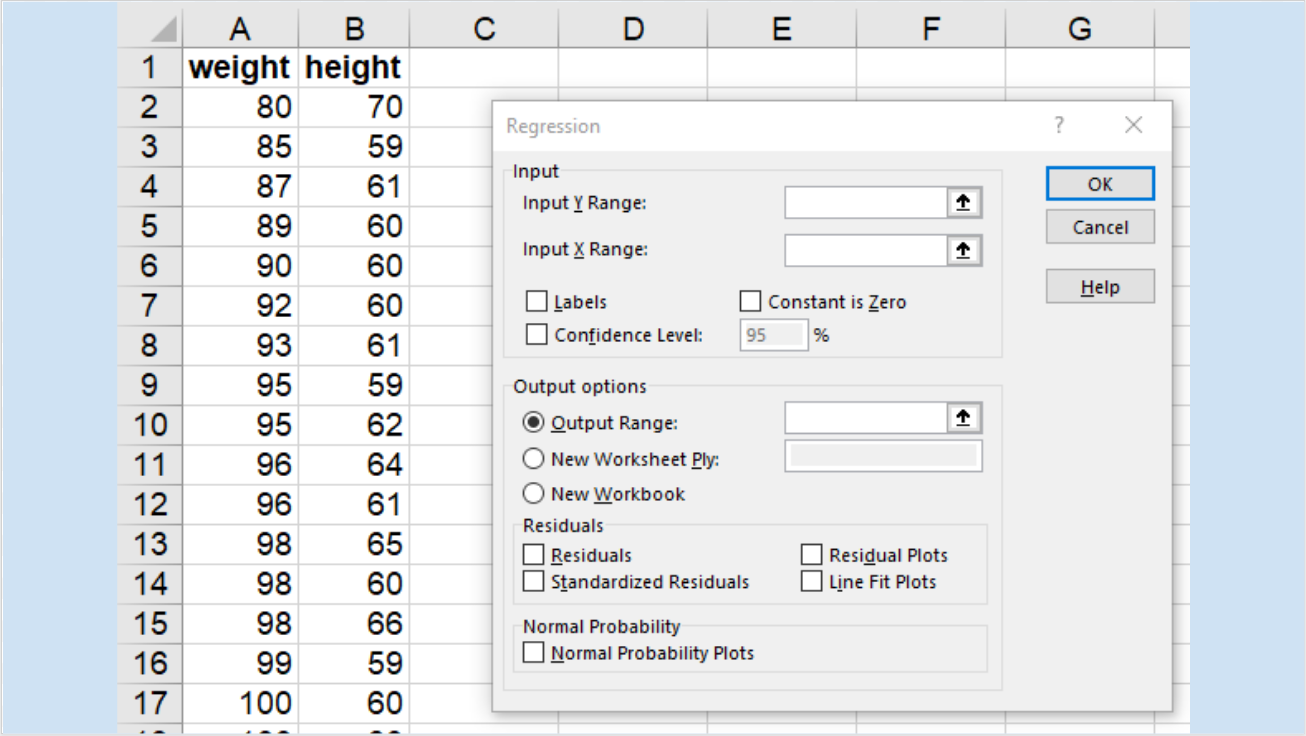 A B C D E F G
1 weight height
2 80 70
3 85 59
4 87 61
5 89 60
6 90 60
7 92 60
8 93 61
9 95 59
10 95 62
11 96 64
12 96 61
13 98 65
14 98 60
15 98 66
16 99 59
17 100 60
Regression ? ×
Input
Input Y Range:
Input X Range:
Labels Constant is Zero
Confidence Level: 95 %
OK
Cancel
Help
Output options
Output Range:
New Worksheet Ply:
New Workbook
Residuals
Residuals Residual Plots
Standardized Residuals Line Fit Plots
Normal Probability
Normal Probability Plots